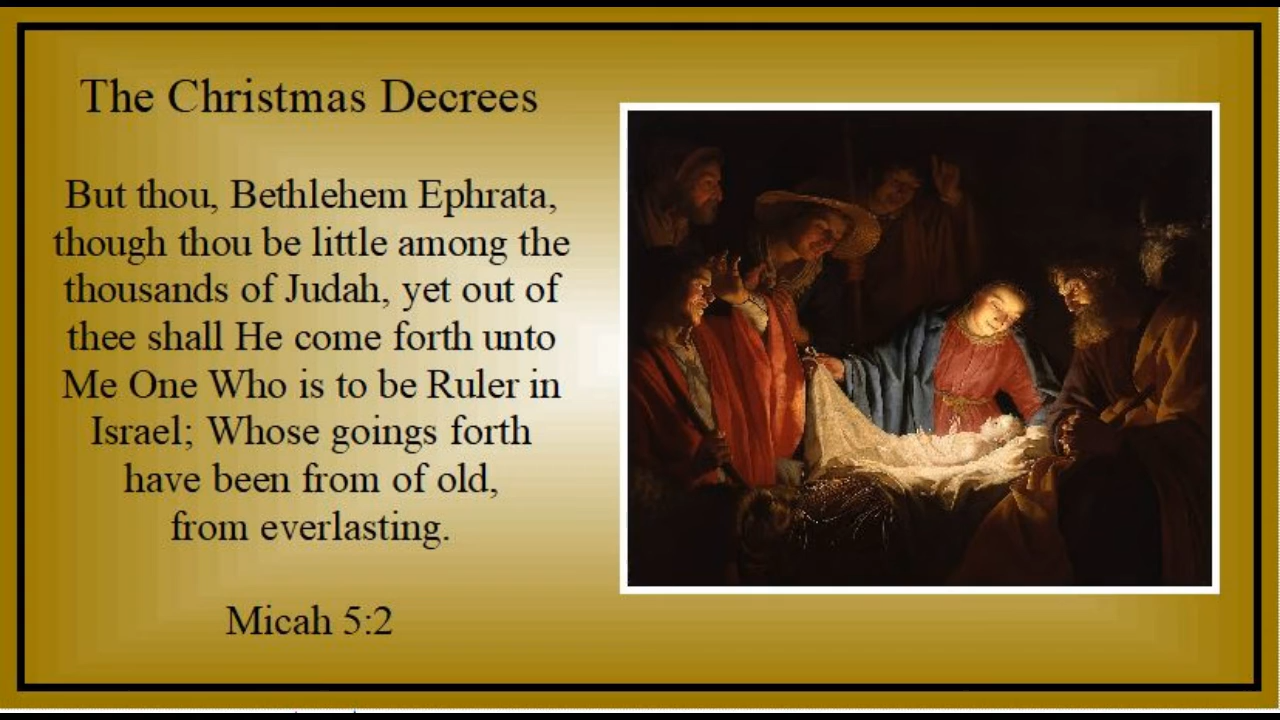 The Christmas Decrees
But thou, Bethlehem Ephrata,
though thou be little among the
thousands of Judah, yet out of
thee shall He come forth unto
Me One Who is to be Ruler in
Israel; Whose goings forth
have been from of old,
from everlasting.
Micah 5:2